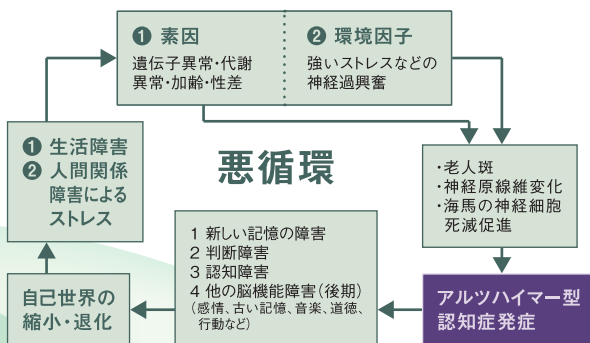 ❶ 素因
遺伝子異常・代謝
異常・加齢・性差
❷ 環境因子
強いストレスなどの
神経過興奮
・老人斑
・神経原線維変化
・海馬の神経細胞
死滅促進
アルツハイマー型
認知症発症
1 新しい記憶の障害
2 判断障害
3 認知障害
4 他の脳機能障害（後期）
（感情、古い記憶、音楽、道徳、
行動など）
自己世界の
縮小・退化
❶ 生活障害
❷ 人間関係
障害による
ストレス
悪循環